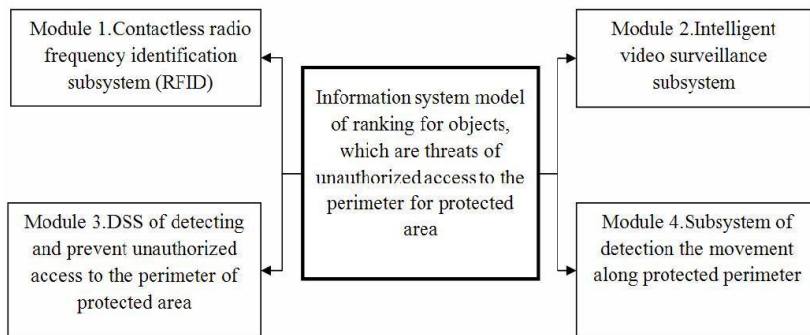 Module 1.Contactless radio
frequency identification
subsystem (RFID)
Module 2.Intelligent
video surveillance
subsystem
Information system model
of ranking for objects,
which are threats of
unauthorized access to the
perimeter for protected
area
Module 3.DSS of detecting
and prevent unauthorized
access to the perimeter of
protected area
Module 4.Subsystem of
detection the movement
along protected perimeter